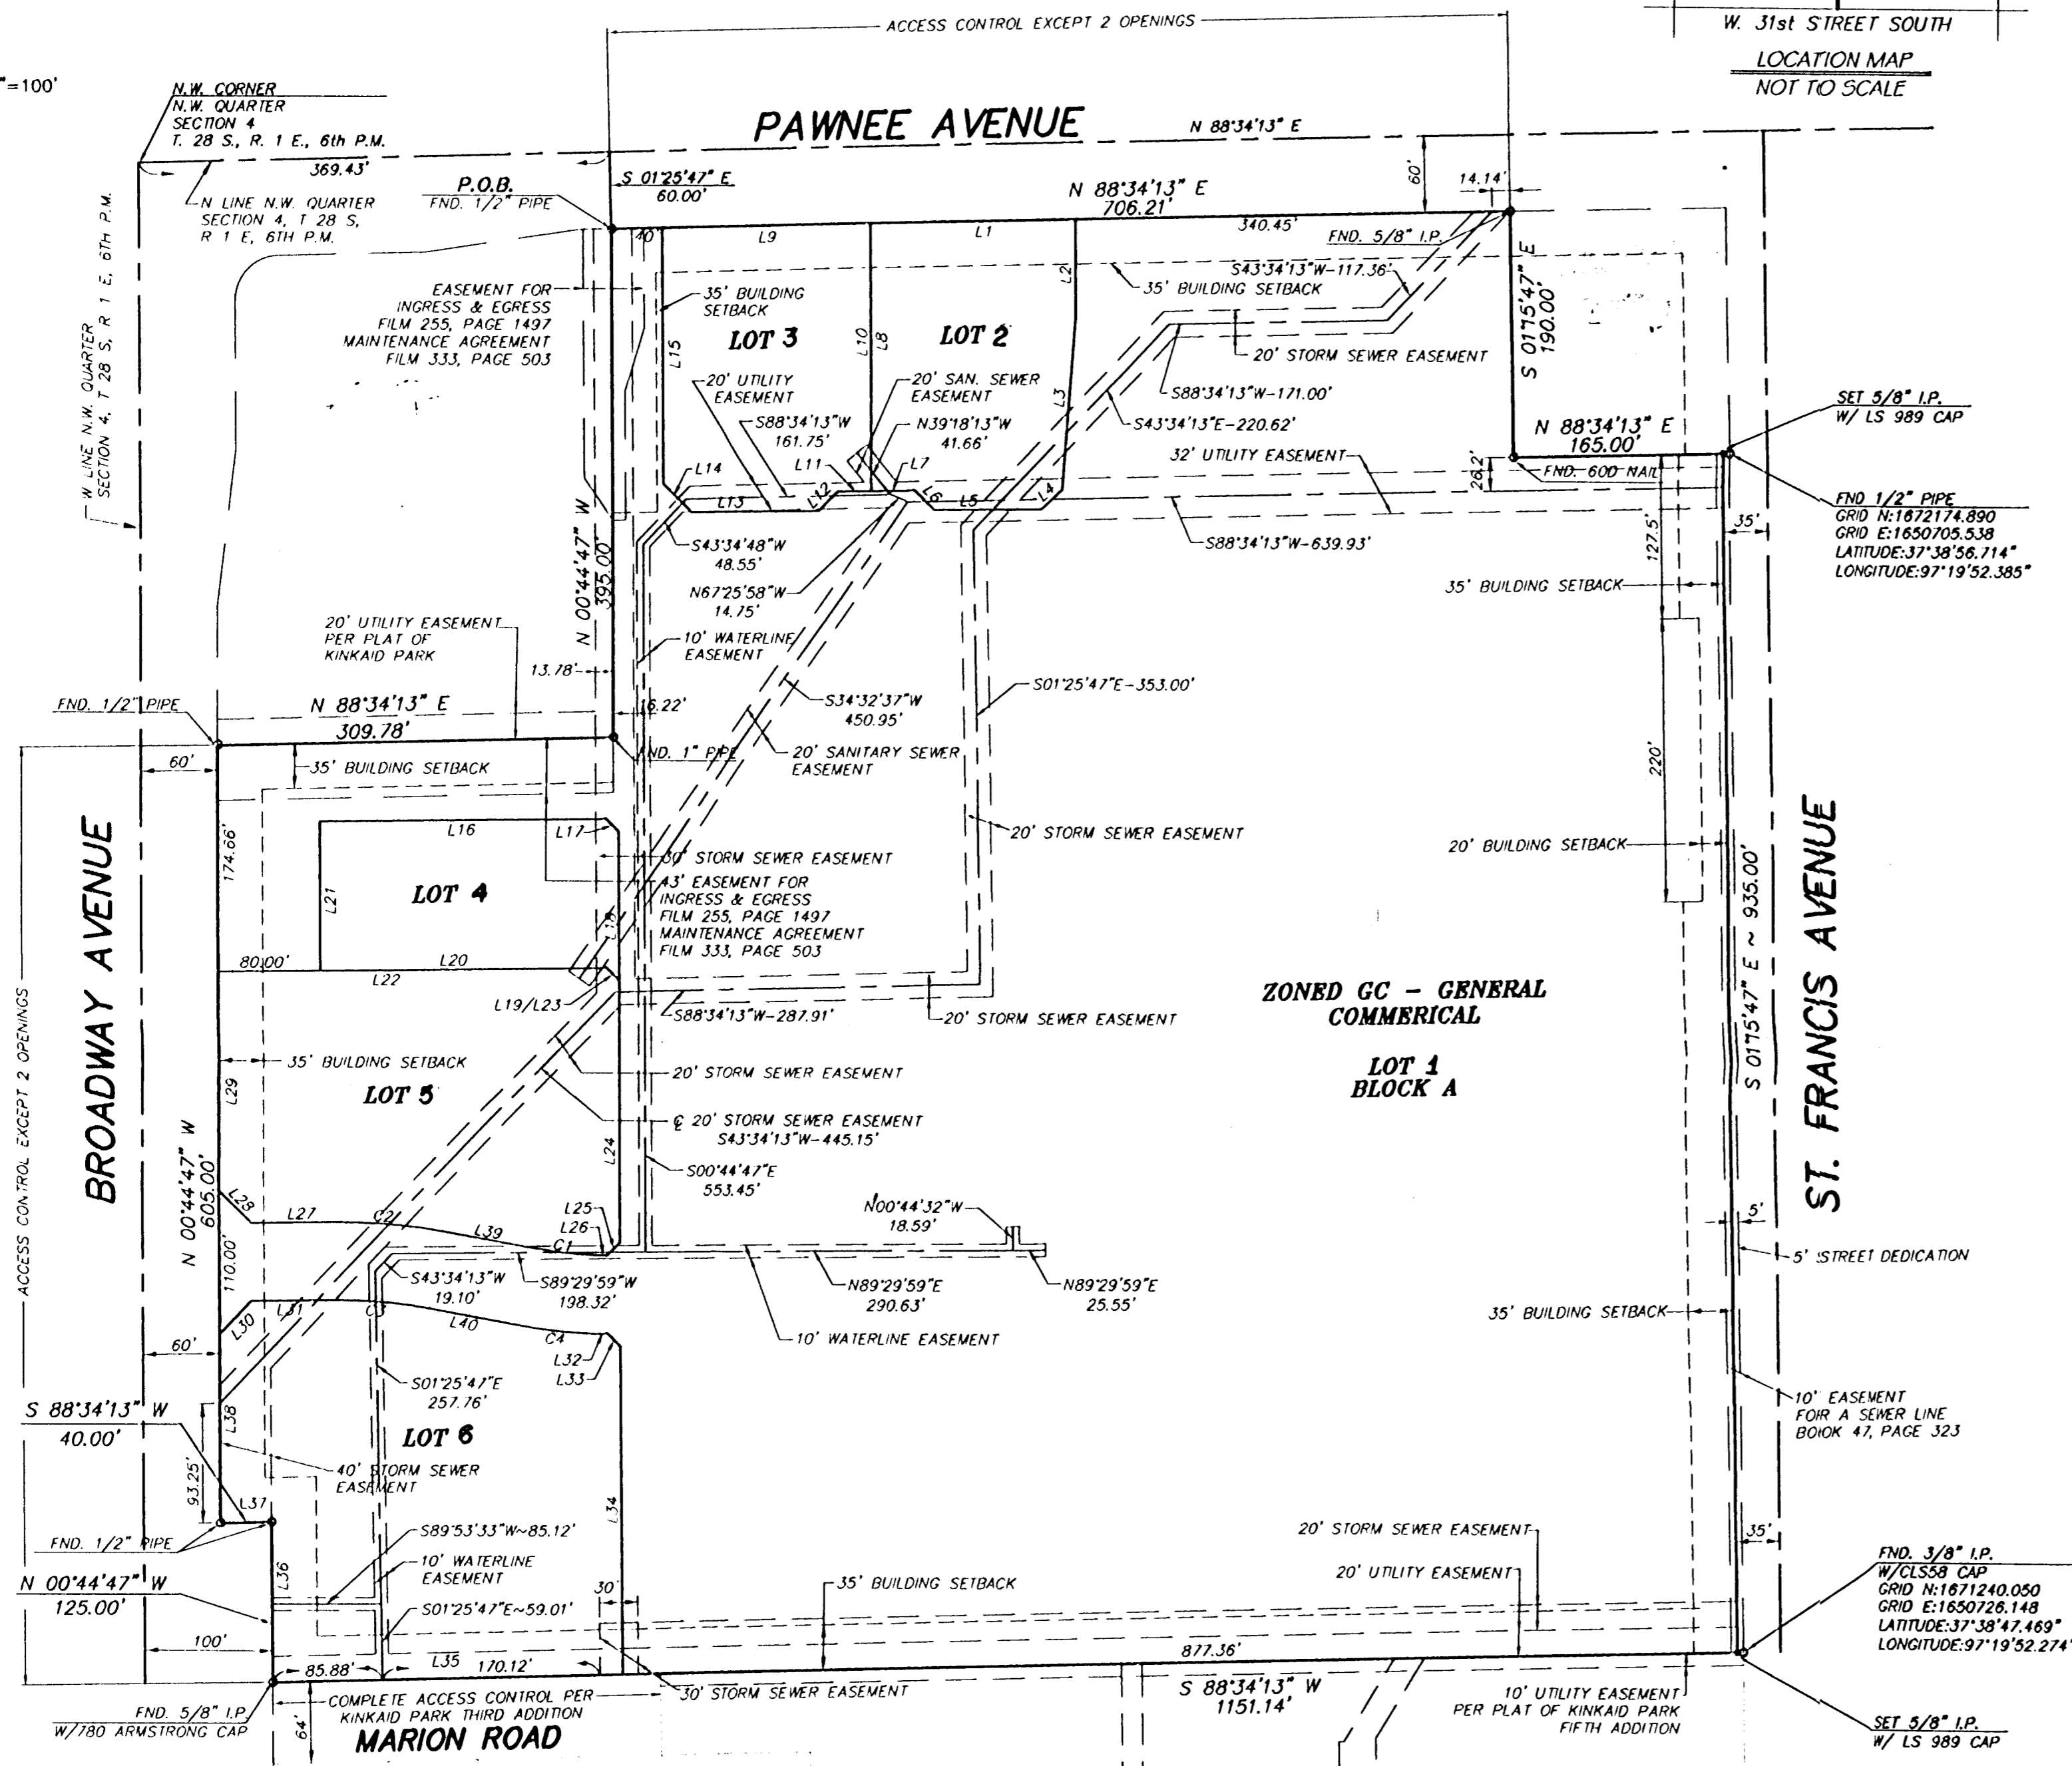 ACCESS CONTROL EXCEPT 2 OPENINGS
W. 31st STREET SOUTH
LOCATION MAP
NOT TO SCALE
"=100'
N.W. CORNER
N.W. QUARTER
SECTION 4
T. 28 S., R. 1 E., 6th P.M.
369.43'
N LINE N.W. QUARTER
SECTION 4, T 28 S,
R 1 E, 6TH P.M.
PAWNEE AVENUE
N 88°34'13" E
P.O.B.
FND. 1/2" PIPE
S 01°25'47" E
60.00'
N 88°34'13" E
706.21'
60'
14.14'
40'
L9
L1
340.45'
FND. 5/8" I.P.
W LINE N.W. QUARTER
SECTION 4, T 28 S, R 1 E, 6TH P.M.
EASEMENT FOR
INGRESS & EGRESS
FILM 255, PAGE 1497
MAINTENANCE AGREEMENT
FILM 333, PAGE 503
35' BUILDING
SETBACK
LOT 3
L15
L10
L8
LOT 2
L2
L3
S43°34'13"W-117.36'
35' BUILDING SETBACK
20' STORM SEWER EASEMENT
S 01°15'47" E
190.00'
20' UTILITY
EASEMENT
20' SAN. SEWER
EASEMENT
S88°34'13"W
161.75'
N39°18'13"W
41.66'
S88°34'13"W-171.00'
S43°34'13"E-220.62'
32' UTILITY EASEMENT
N 88°34'13" E
165.00'
FND. 60D NAIL
26.2'
SET 5/8" I.P.
W/ LS 989 CAP
FND 1/2" PIPE
GRID N:1672174.890
GRID E:1650705.538
LATITUDE:37°38'56.714"
LONGITUDE:97°19'52.385"
L14
L11
L7
L13
L12
L6
L5
L4
S43°34'48"W
48.55'
S88°34'13"W-639.93'
35'
127.5'
35' BUILDING SETBACK
N 00°44'47" W
395.00'
N67°25'58"W
14.75'
20' UTILITY EASEMENT
PER PLAT OF
KINKAID PARK
10' WATERLINE
EASEMENT
13.78'
6.22'
S34°32'37"W
450.95'
S01°25'47"E-353.00'
FND. 1/2" PIPE
N 88°34'13" E
309.78'
FND. 1" PIPE
20' SANITARY SEWER
EASEMENT
220'
60'
35' BUILDING SETBACK
BROADWAY AVENUE
174.66'
L16
L17
LOT 4
L21
L18
30' STORM SEWER EASEMENT
43' EASEMENT FOR
INGRESS & EGRESS
FILM 255, PAGE 1497
MAINTENANCE AGREEMENT
FILM 333, PAGE 503
20' STORM SEWER EASEMENT
20' BUILDING SETBACK
S 01°15'47" E ~ 935.00'
ST. FRANCIS AVENUE
80.00'
L20
L22
L19/L23
S88°34'13"W-287.91'
20' STORM SEWER EASEMENT
ZONED GC - GENERAL
COMMERICAL
LOT 1
BLOCK A
ACCESS CONTROL EXCEPT 2 OPENINGS
35' BUILDING SETBACK
L29
LOT 5
20' STORM SEWER EASEMENT
℄ 20' STORM SEWER EASEMENT
S43°34'13"W-445.15'
L24
S00°44'47"E
553.45'
N 00°44'47" W
605.00'
L28
L27
C2
L39
C1
L25
L26
N00°44'32"W
18.59'
110.00'
S43°34'13"W
19.10'
S89°29'59"W
198.32'
N89°29'59"E
290.63'
N89°29'59"E
25.55'
10' WATERLINE EASEMENT
5'
5' STREET DEDICATION
35' BUILDING SETBACK
L30
L31
C3
L40
C4
L32
L33
60'
S01°25'47"E
257.76'
LOT 6
10' EASEMENT
FOIR A SEWER LINE
BOIOK 47, PAGE 323
S 88°34'13" W
40.00'
L38
93.25'
40' STORM SEWER
EASEMENT
L37
L34
FND. 1/2" PIPE
S89°53'33"W~85.12'
10' WATERLINE
EASEMENT
N 00°44'47" W
125.00'
L36
30'
35' BUILDING SETBACK
S01°25'47"E~59.01'
20' STORM SEWER EASEMENT
20' UTILITY EASEMENT
35'
FND. 3/8" I.P.
W/CLS58 CAP
GRID N:1671240.050
GRID E:1650726.148
LATITUDE:37°38'47.469"
LONGITUDE:97°19'52.274"
100'
85.88'
L35
170.12'
877.36'
S 88°34'13" W
1151.14'
COMPLETE ACCESS CONTROL PER
KINKAID PARK THIRD ADDITION
30' STORM SEWER EASEMENT
FND. 5/8" I.P.
W/780 ARMSTRONG CAP
64'
MARION ROAD
10' UTILITY EASEMENT
PER PLAT OF KINKAID PARK
FIFTH ADDITION
SET 5/8" I.P.
W/ LS 989 CAP